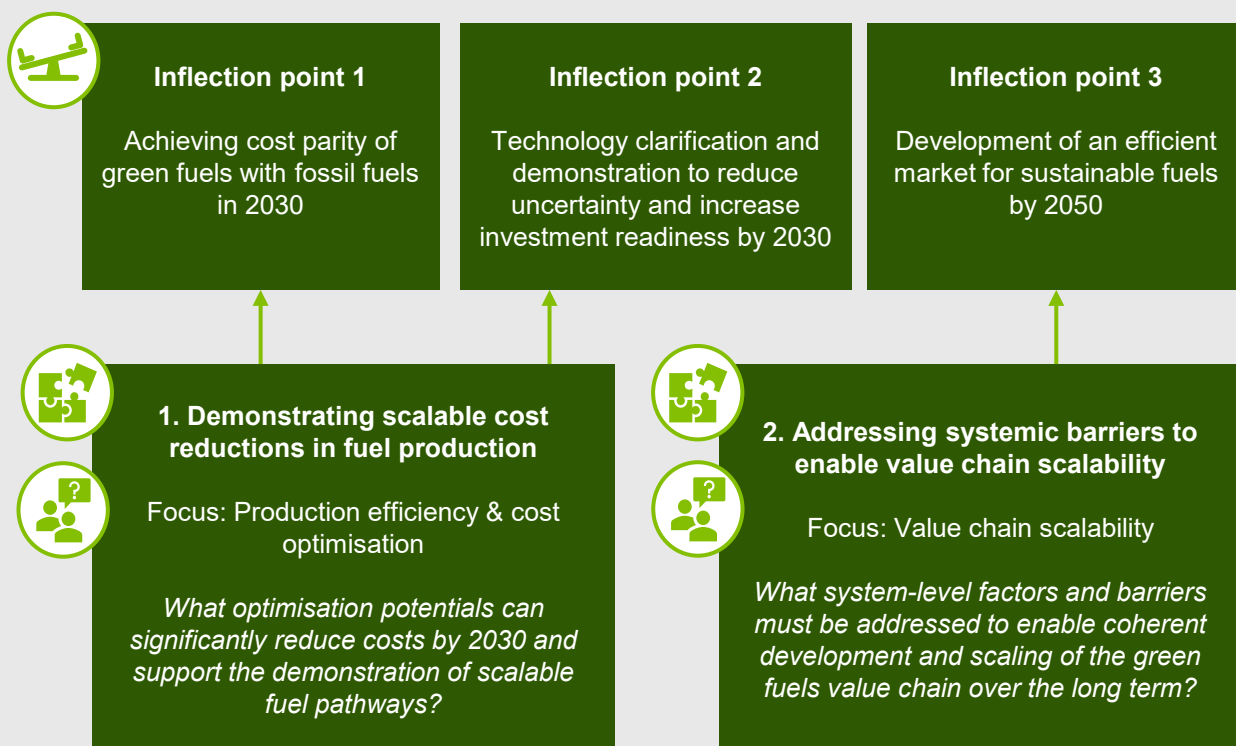 Inflection point 1
Achieving cost parity of
green fuels with fossil fuels
in 2030
Inflection point 2
Technology clarification and
demonstration to reduce
uncertainty and increase
investment readiness by 2030
Inflection point 3
Development of an efficient
market for sustainable fuels
by 2050
1. Demonstrating scalable cost
reductions in fuel production
Focus: Production efficiency & cost
optimisation
What optimisation potentials can
significantly reduce costs by 2030 and
support the demonstration of scalable
fuel pathways?
2. Addressing systemic barriers to
enable value chain scalability
Focus: Value chain scalability
What system-level factors and barriers
must be addressed to enable coherent
development and scaling of the green
fuels value chain over the long term?